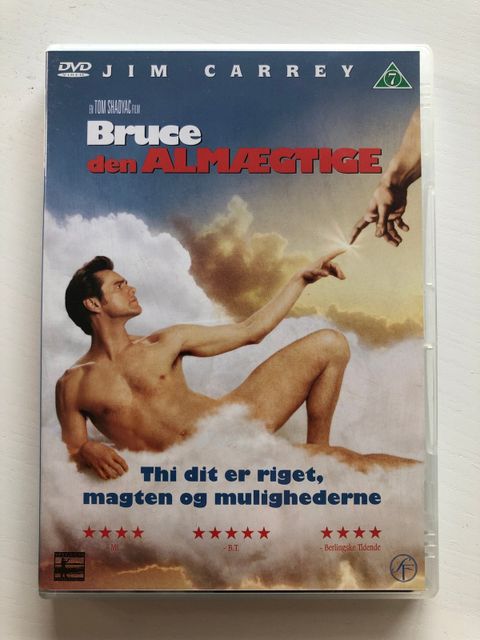 DVD
VIDEO
JIM CARREY
7
EN TOM SHADYAC FILM
Bruce
den ALMÆGTIGE
Thi dit er riget,
magten og mulighederne
- B.T.
- Berlingske Tidende
SF